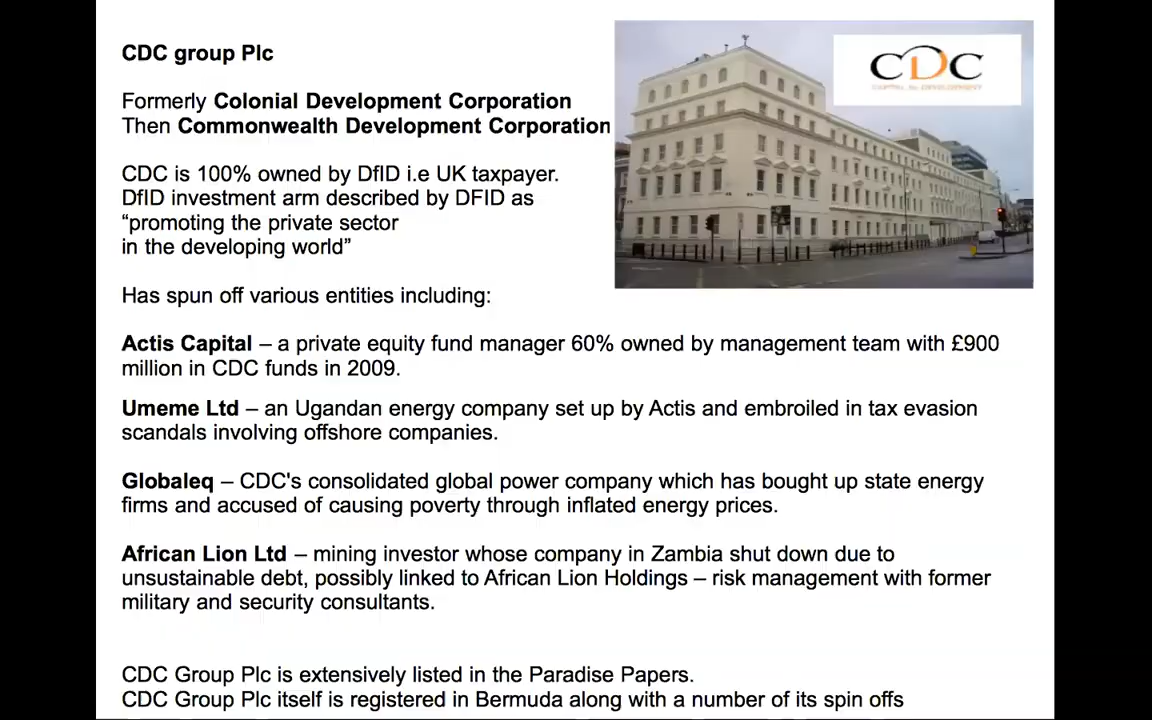 CDC group Plc
CDC
CAPITAL for DEVELOPMENT
Formerly Colonial Development Corporation
Then Commonwealth Development Corporation
CDC is 100% owned by DfID i.e UK taxpayer.
DfID investment arm described by DFID as
“promoting the private sector
in the developing world”
Has spun off various entities including:
Actis Capital – a private equity fund manager 60% owned by management team with £900
million in CDC funds in 2009.
Umeme Ltd – an Ugandan energy company set up by Actis and embroiled in tax evasion
scandals involving offshore companies.
Globaleq – CDC's consolidated global power company which has bought up state energy
firms and accused of causing poverty through inflated energy prices.
African Lion Ltd – mining investor whose company in Zambia shut down due to
unsustainable debt, possibly linked to African Lion Holdings – risk management with former
military and security consultants.
CDC Group Plc is extensively listed in the Paradise Papers.
CDC Group Plc itself is registered in Bermuda along with a number of its spin offs